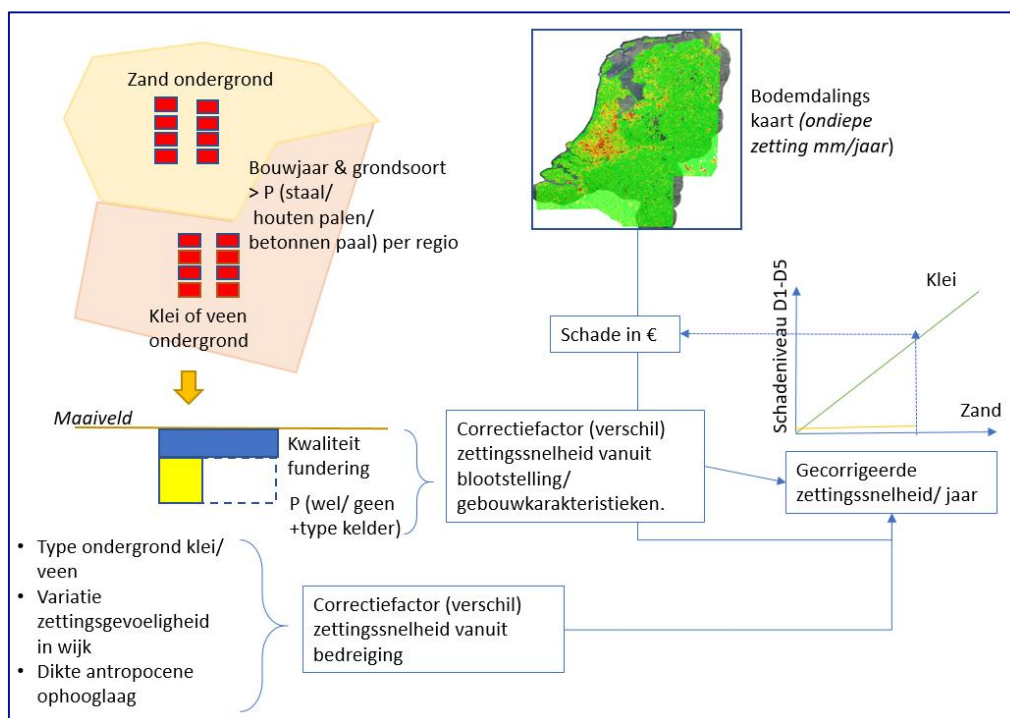 Zand ondergrond
Bouwjaar & grondsoort
> P (staal/
houten palen/
betonnen paal) per regio
Klei of veen
ondergrond
Bodemdalings
kaart (ondiepe
zetting mm/jaar)
Schade in €
Schadeniveau D1-D5
Klei
Zand
Maaiveld
Kwaliteit
fundering
P (wel/ geen
+type kelder)
Correctiefactor (verschil)
zettingssnelheid vanuit
blootstelling/
gebouwkarakteristieken.
Gecorrigeerde
zettingssnelheid/ jaar
• Type ondergrond klei/
veen
• Variatie
zettingsgevoeligheid
in wijk
• Dikte antropocene
ophooglaag
Correctiefactor (verschil)
zettingssnelheid vanuit
bedreiging